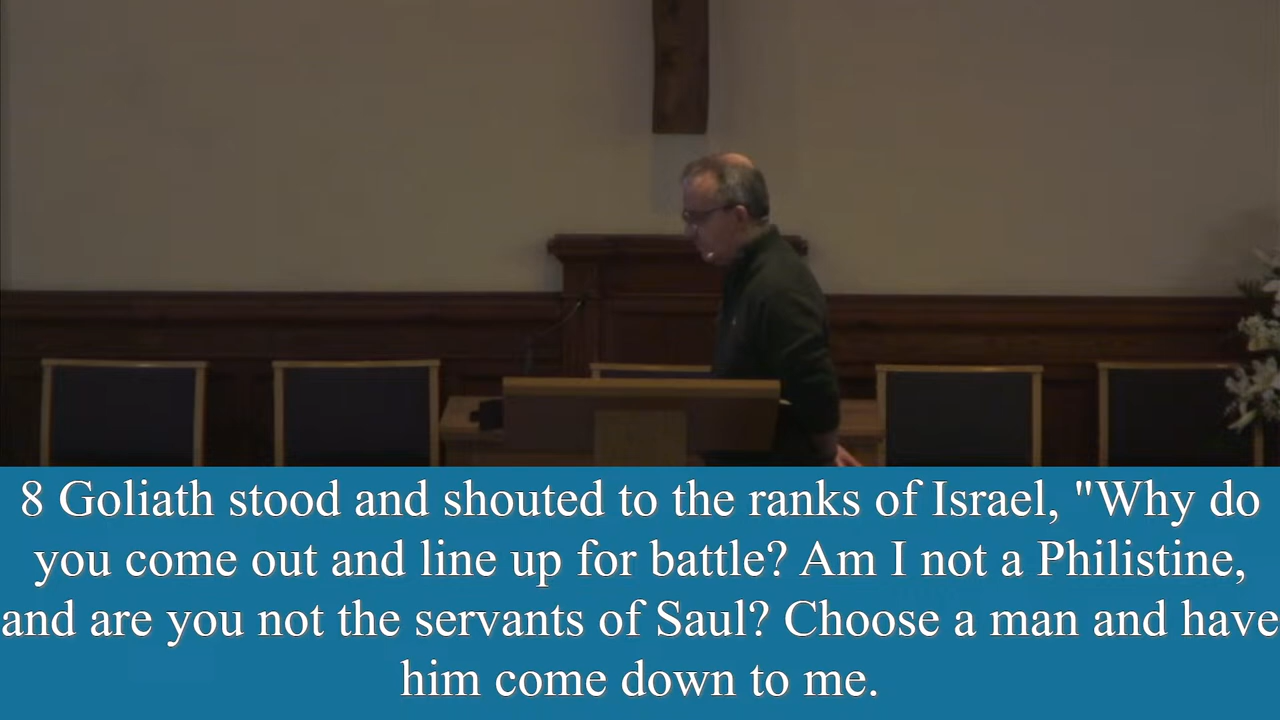 8 Goliath stood and shouted to the ranks of Israel, "Why do
you come out and line up for battle? Am I not a Philistine,
and are you not the servants of Saul? Choose a man and have
him come down to me.